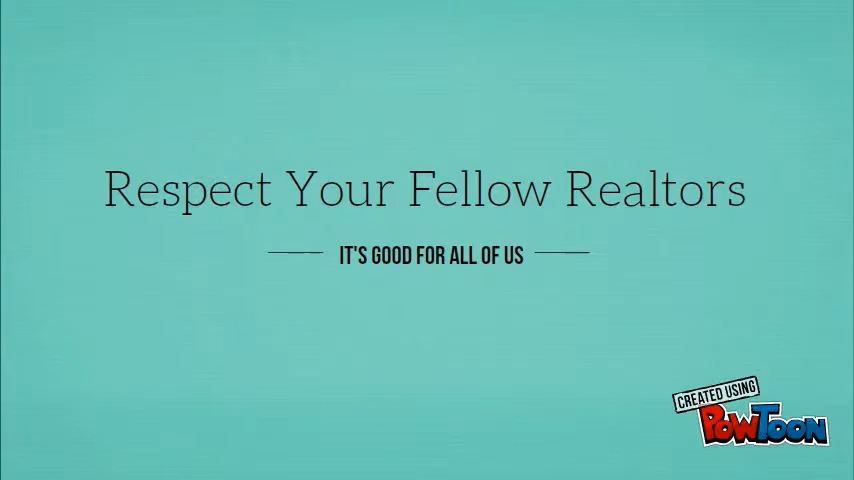 Respect Your Fellow Realtors
IT'S GOOD FOR ALL OF US
CREATED USING
POWTOON